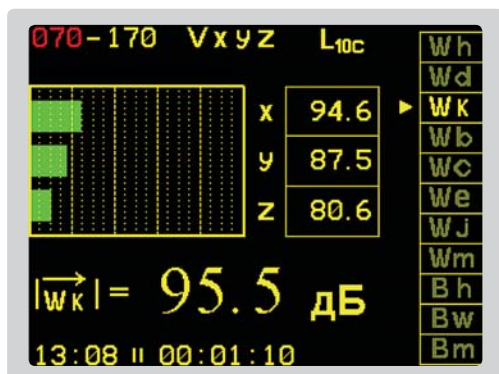 070-170 Vxyz L10C
x 94.6
y 87.5
z 80.6
|WK| = 95.5 дБ
13:08 II 00:01:10
Wh
Wd
WK
Wb
Wc
We
WJ
Wm
Bh
Bw
Bm